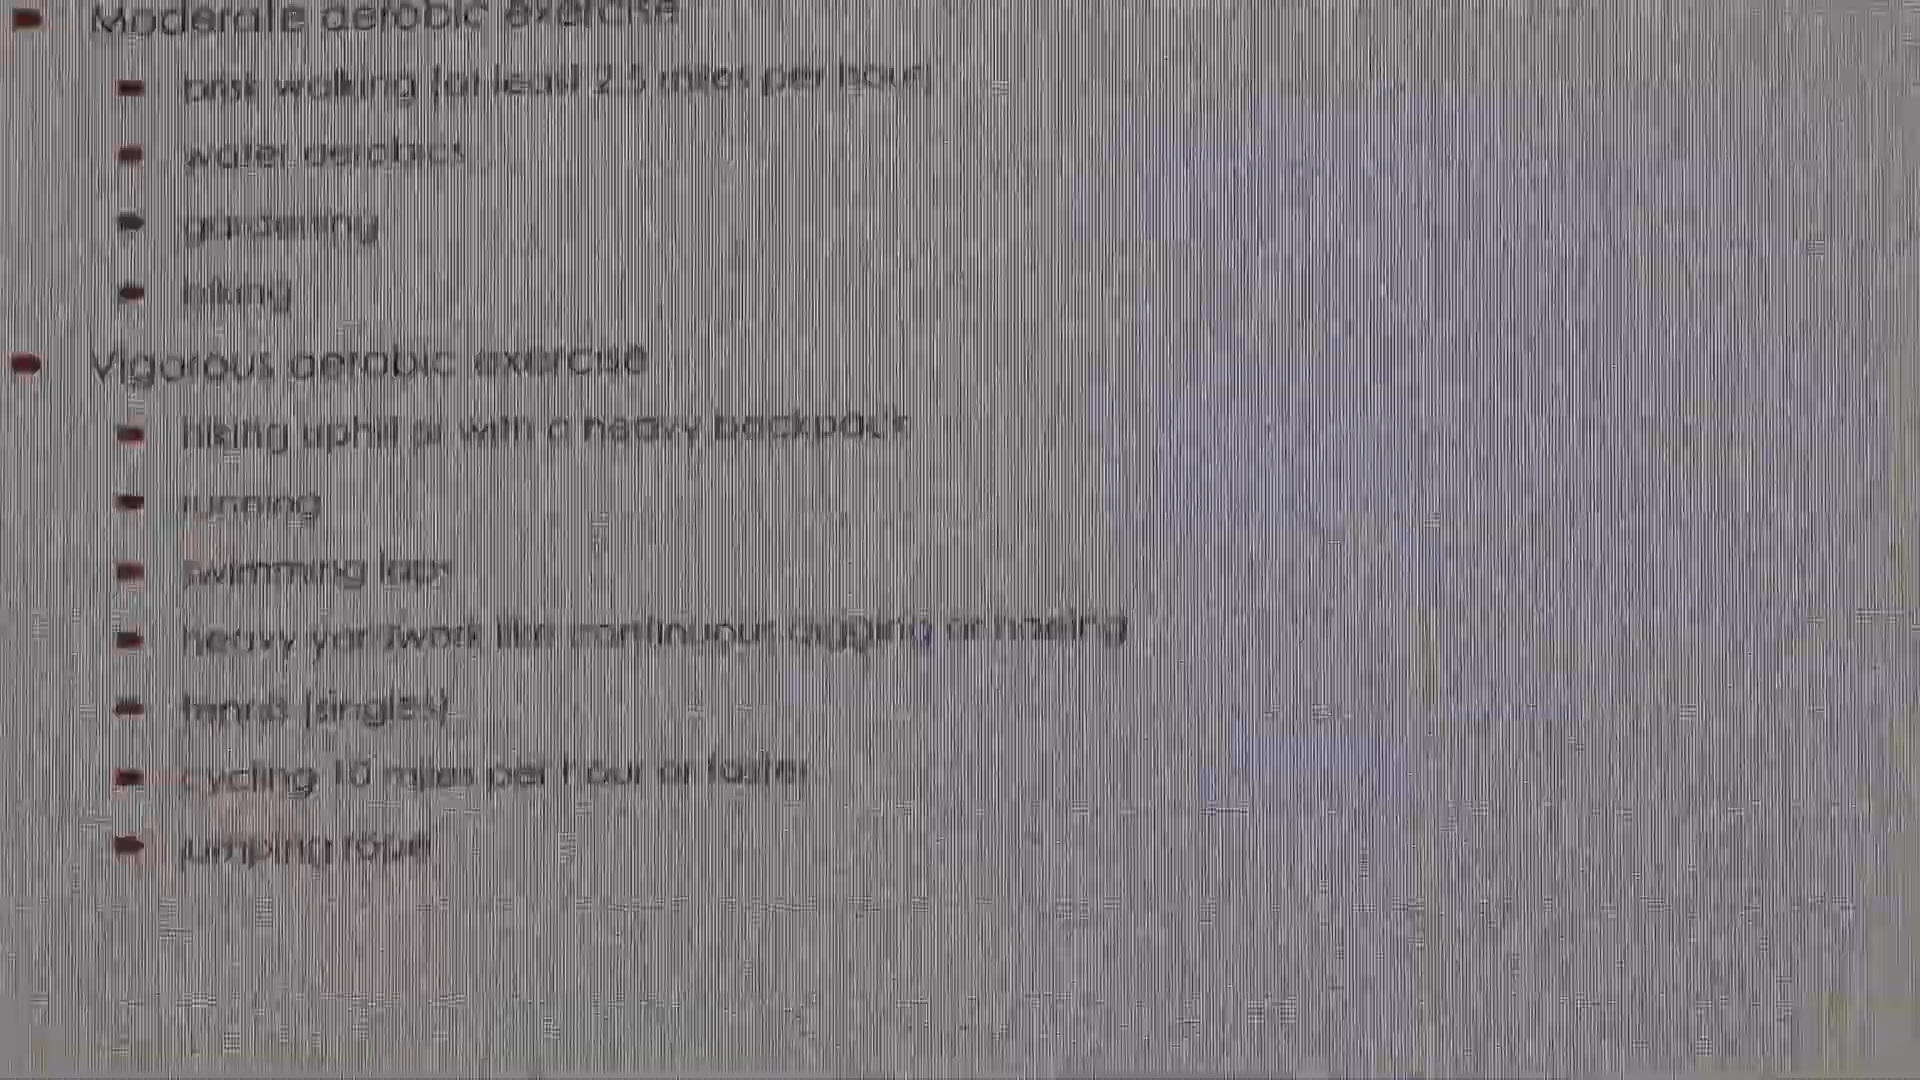 Moderate aerobic exercise
brisk walking (at least 2.5 miles per hour)
water aerobics
gardening
hiking
Vigorous aerobic exercise
hiking uphill or with a heavy backpack
running
swimming laps
heavy yardwork like continuous digging or hoeing
tennis (singles)
cycling 10 miles per hour or faster
jumping rope